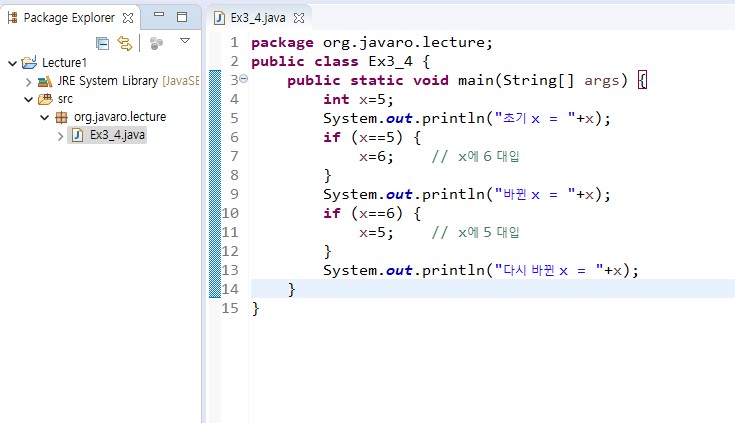 Package Explorer
Lecture1
JRE System Library [JavaSE
src
org.javaro.lecture
Ex3_4.java
Ex3_4.java
1 package org.javaro.lecture;
2 public class Ex3_4 {
3 public static void main(String[] args) {
4 int x=5;
5 System.out.println("초기 x = "+x);
6 if (x==5) {
7 x=6; // x에 6 대입
8 }
9 System.out.println("바뀐 x = "+x);
10 if (x==6) {
11 x=5; // x에 5 대입
12 }
13 System.out.println("다시 바뀐 x = "+x);
14 }
15 }